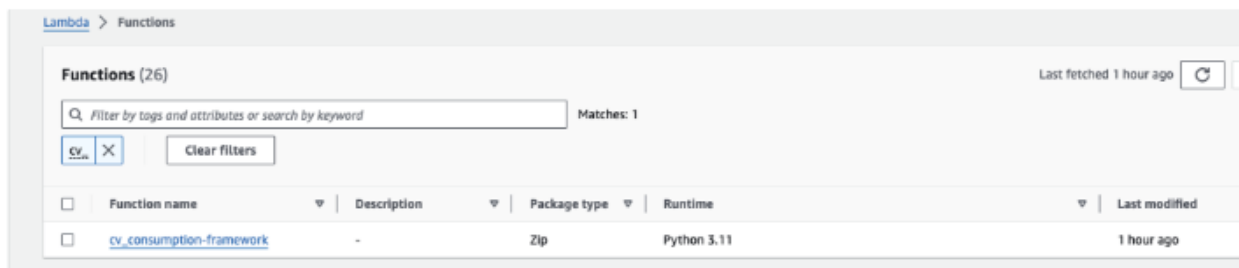 Lambda > Functions
Functions (26)
Last fetched 1 hour ago
Filter by tags and attributes or search by keyword
Matches: 1
cv_
Clear filters
Function name Description Package type Runtime Last modified
cv_consumption-framework - Zip Python 3.11 1 hour ago